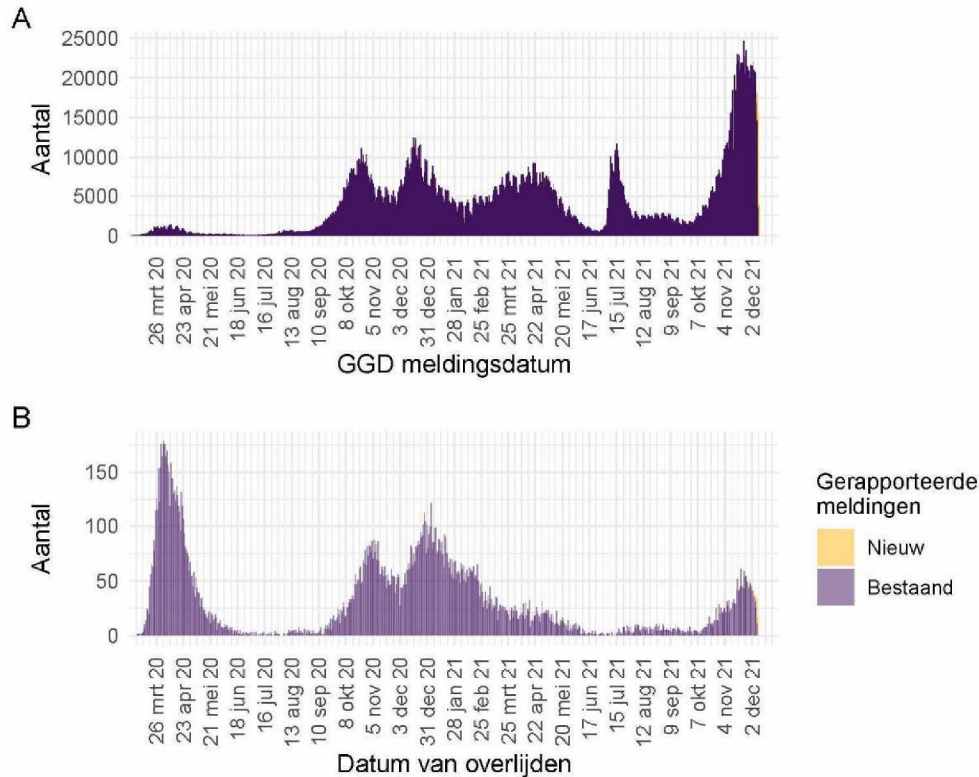 A
25000
20000
15000
10000
5000
0
Aantal
26 mrt 20
23 apr 20
21 mei 20
18 jun 20
16 jul 20
13 aug 20
10 sep 20
8 okt 20
5 nov 20
3 dec 20
31 dec 20
28 jan 21
25 feb 21
25 mrt 21
22 apr 21
20 mei 21
17 jun 21
15 jul 21
12 aug 21
9 sep 21
7 okt 21
4 nov 21
2 dec 21
GGD meldingsdatum
B
150
100
50
0
Aantal
26 mrt 20
23 apr 20
21 mei 20
18 jun 20
16 jul 20
13 aug 20
10 sep 20
8 okt 20
5 nov 20
3 dec 20
31 dec 20
28 jan 21
25 feb 21
25 mrt 21
22 apr 21
20 mei 21
17 jun 21
15 jul 21
12 aug 21
9 sep 21
7 okt 21
4 nov 21
2 dec 21
Datum van overlijden
Gerapporteerde
meldingen
Nieuw
Bestaand